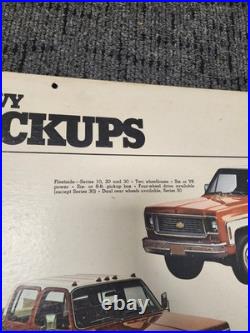 VY
CKUPS
Fleetside—Series 10, 20 and 30 • Two wheelbases • Six or V8
power • 6½- or 8-ft. pickup box • Four-wheel drive available
(except Series 30) • Dual rear wheels available, Series 30